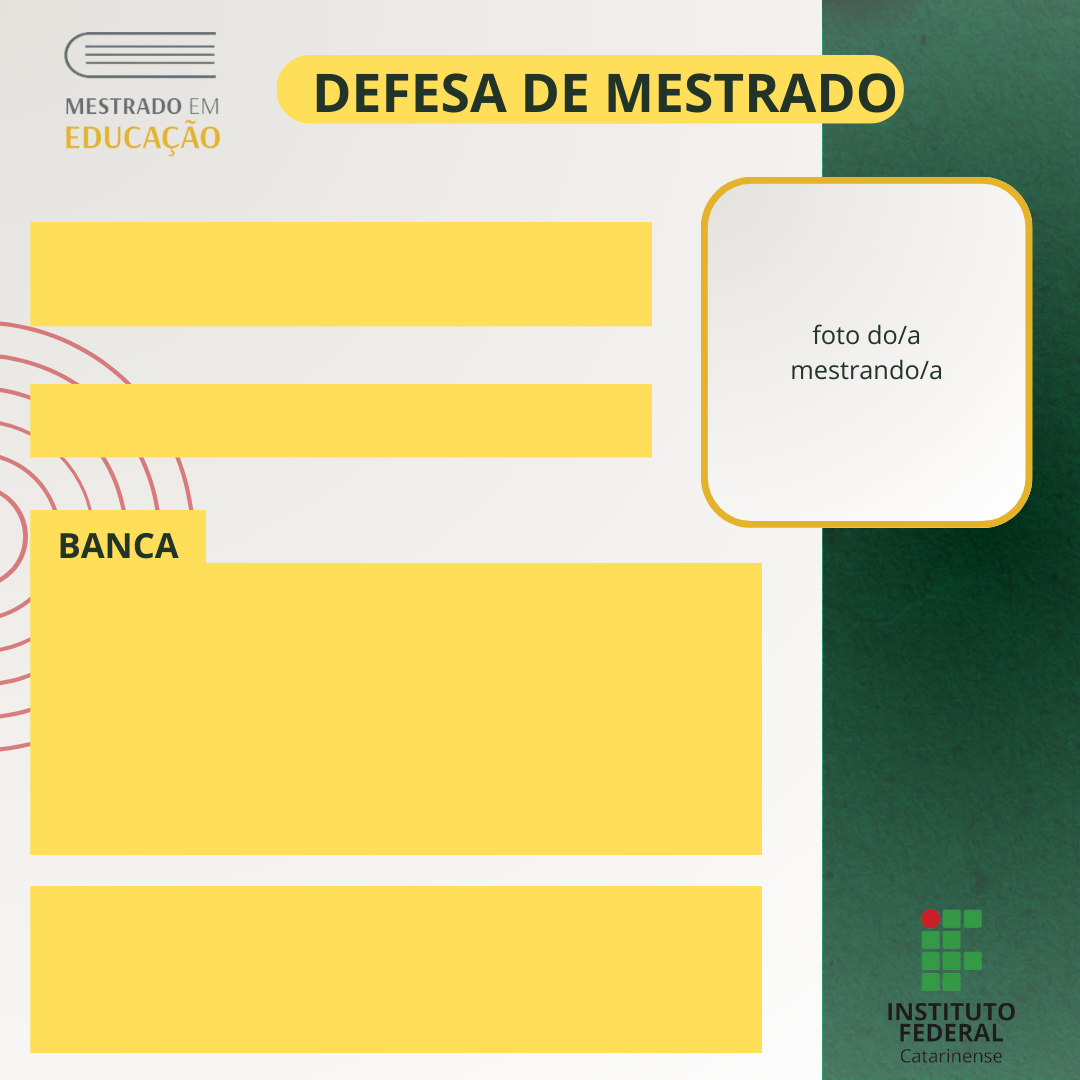 MESTRADO EM
EDUCAÇÃO
DEFESA DE MESTRADO
foto do/a
mestrando/a
BANCA
INSTITUTO
FEDERAL
Catarinense